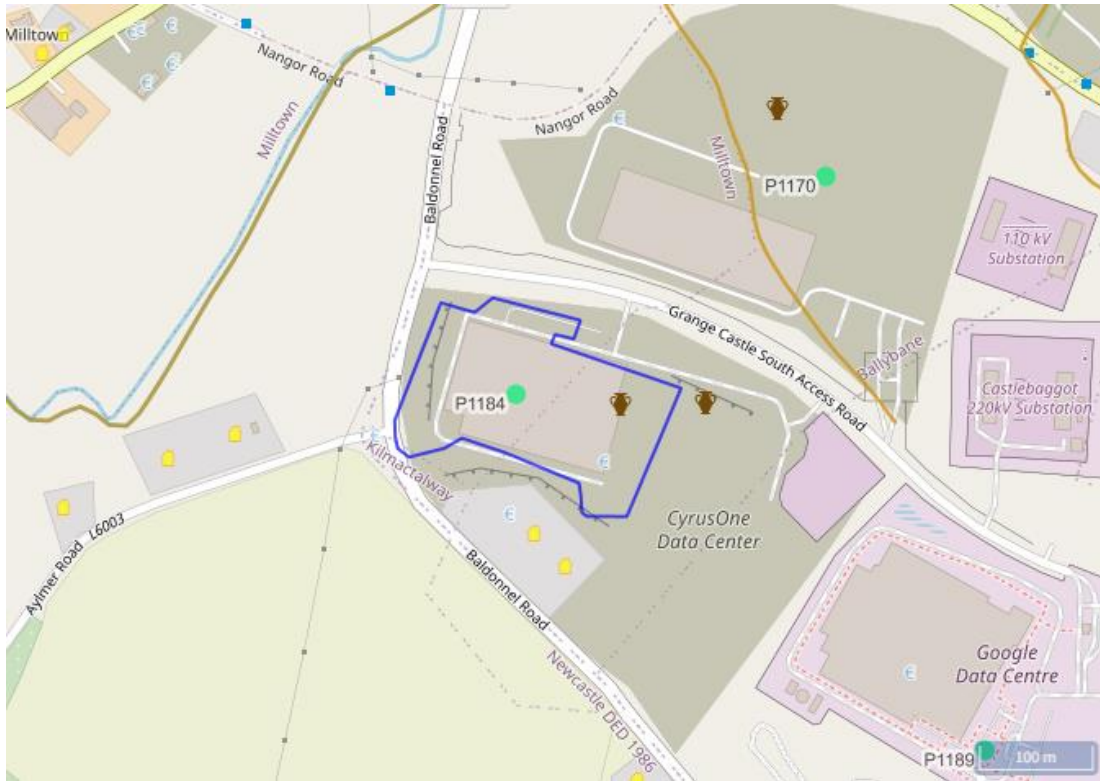 Milltow
Nangor Road
Milltown
Baldonnel Road
Nangor Road
Milltown
P1170
110 kV
Substation
Grange Castle South Access Road
Ballybane
Castlebaggot
220kV Substation
P1184
Kilmactalway
CyrusOne
Data Center
Aylmer Road L6003
Baldonnel Road
Newcastle DED 1986
Google
Data Centre
P1189
100 m